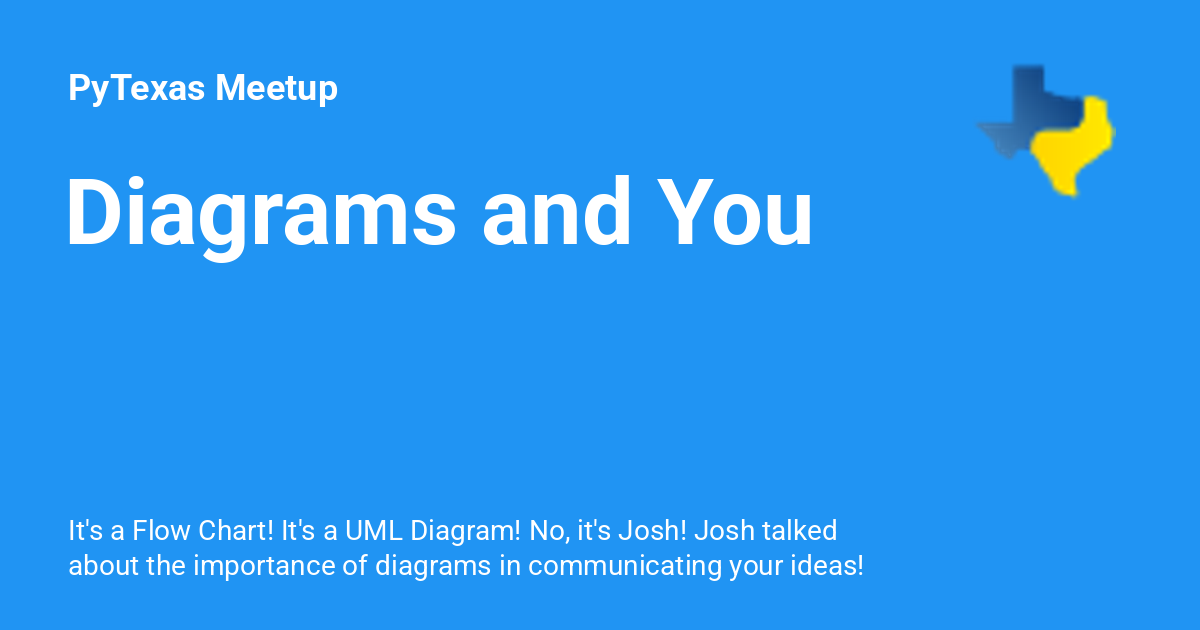 PyTexas Meetup
Diagrams and You
It's a Flow Chart! It's a UML Diagram! No, it's Josh! Josh talked
about the importance of diagrams in communicating your ideas!